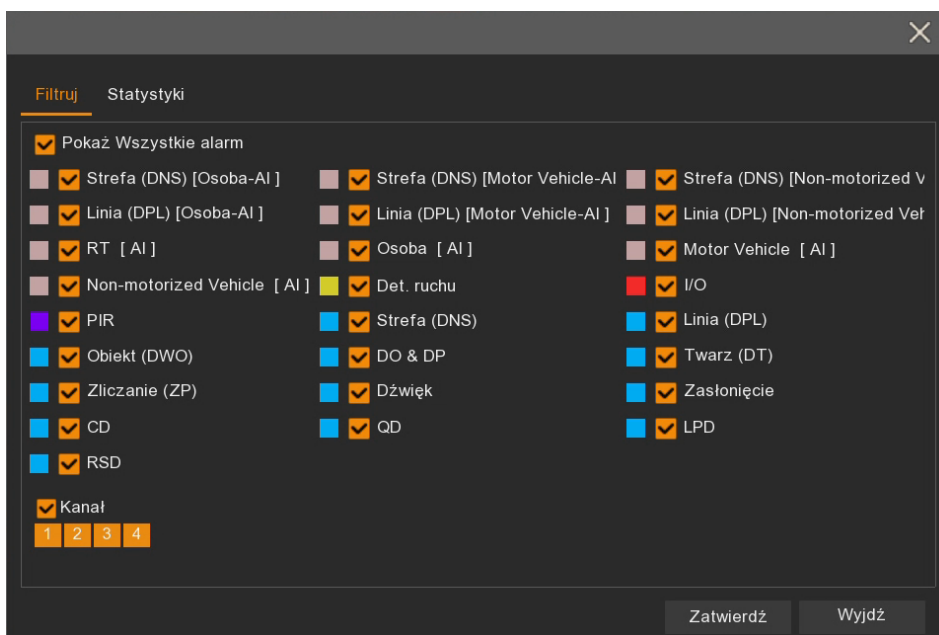 Filtruj Statystyki
Pokaż Wszystkie alarm
Strefa (DNS) [Osoba-AI ] Strefa (DNS) [Motor Vehicle-AI Strefa (DNS) [Non-motorized V
Linia (DPL) [Osoba-AI ] Linia (DPL) [Motor Vehicle-AI ] Linia (DPL) [Non-motorized Veh
RT [ AI ] Osoba [ AI ] Motor Vehicle [ AI ]
Non-motorized Vehicle [ AI ] Det. ruchu I/O
PIR Strefa (DNS) Linia (DPL)
Obiekt (DWO) DO & DP Twarz (DT)
Zliczanie (ZP) Dźwięk Zasłonięcie
CD QD LPD
RSD
Kanał
1 2 3 4
Zatwierdź Wyjdź